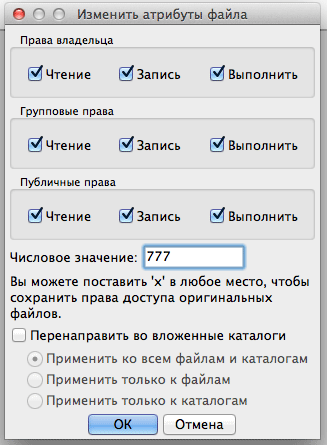 Изменить атрибуты файла
Права владельца
Чтение Запись Выполнить
Групповые права
Чтение Запись Выполнить
Публичные права
Чтение Запись Выполнить
Числовое значение: 777
Вы можете поставить 'x' в любое место, чтобы
сохранить права доступа оригинальных
файлов.
Перенаправить во вложенные каталоги
Применить ко всем файлам и каталогам
Применить только к файлам
Применить только к каталогам
OK Отмена